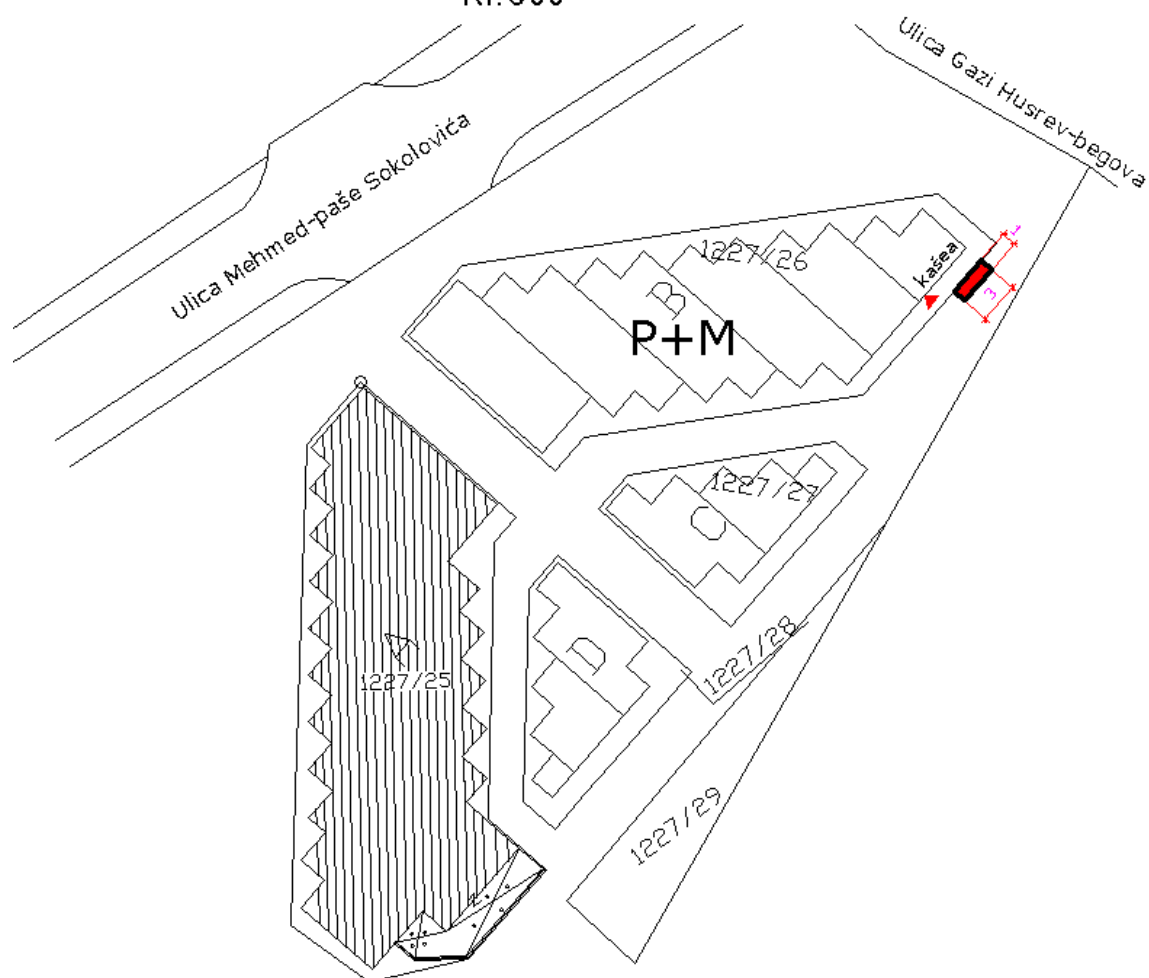 Ulica Gazi Husrev-begova
Ulica Mehmed-paše Sokolovića
1
1227/26
kašea
3
B
P+M
1227/27
C
1227/28
D
A
1227/25
1227/29